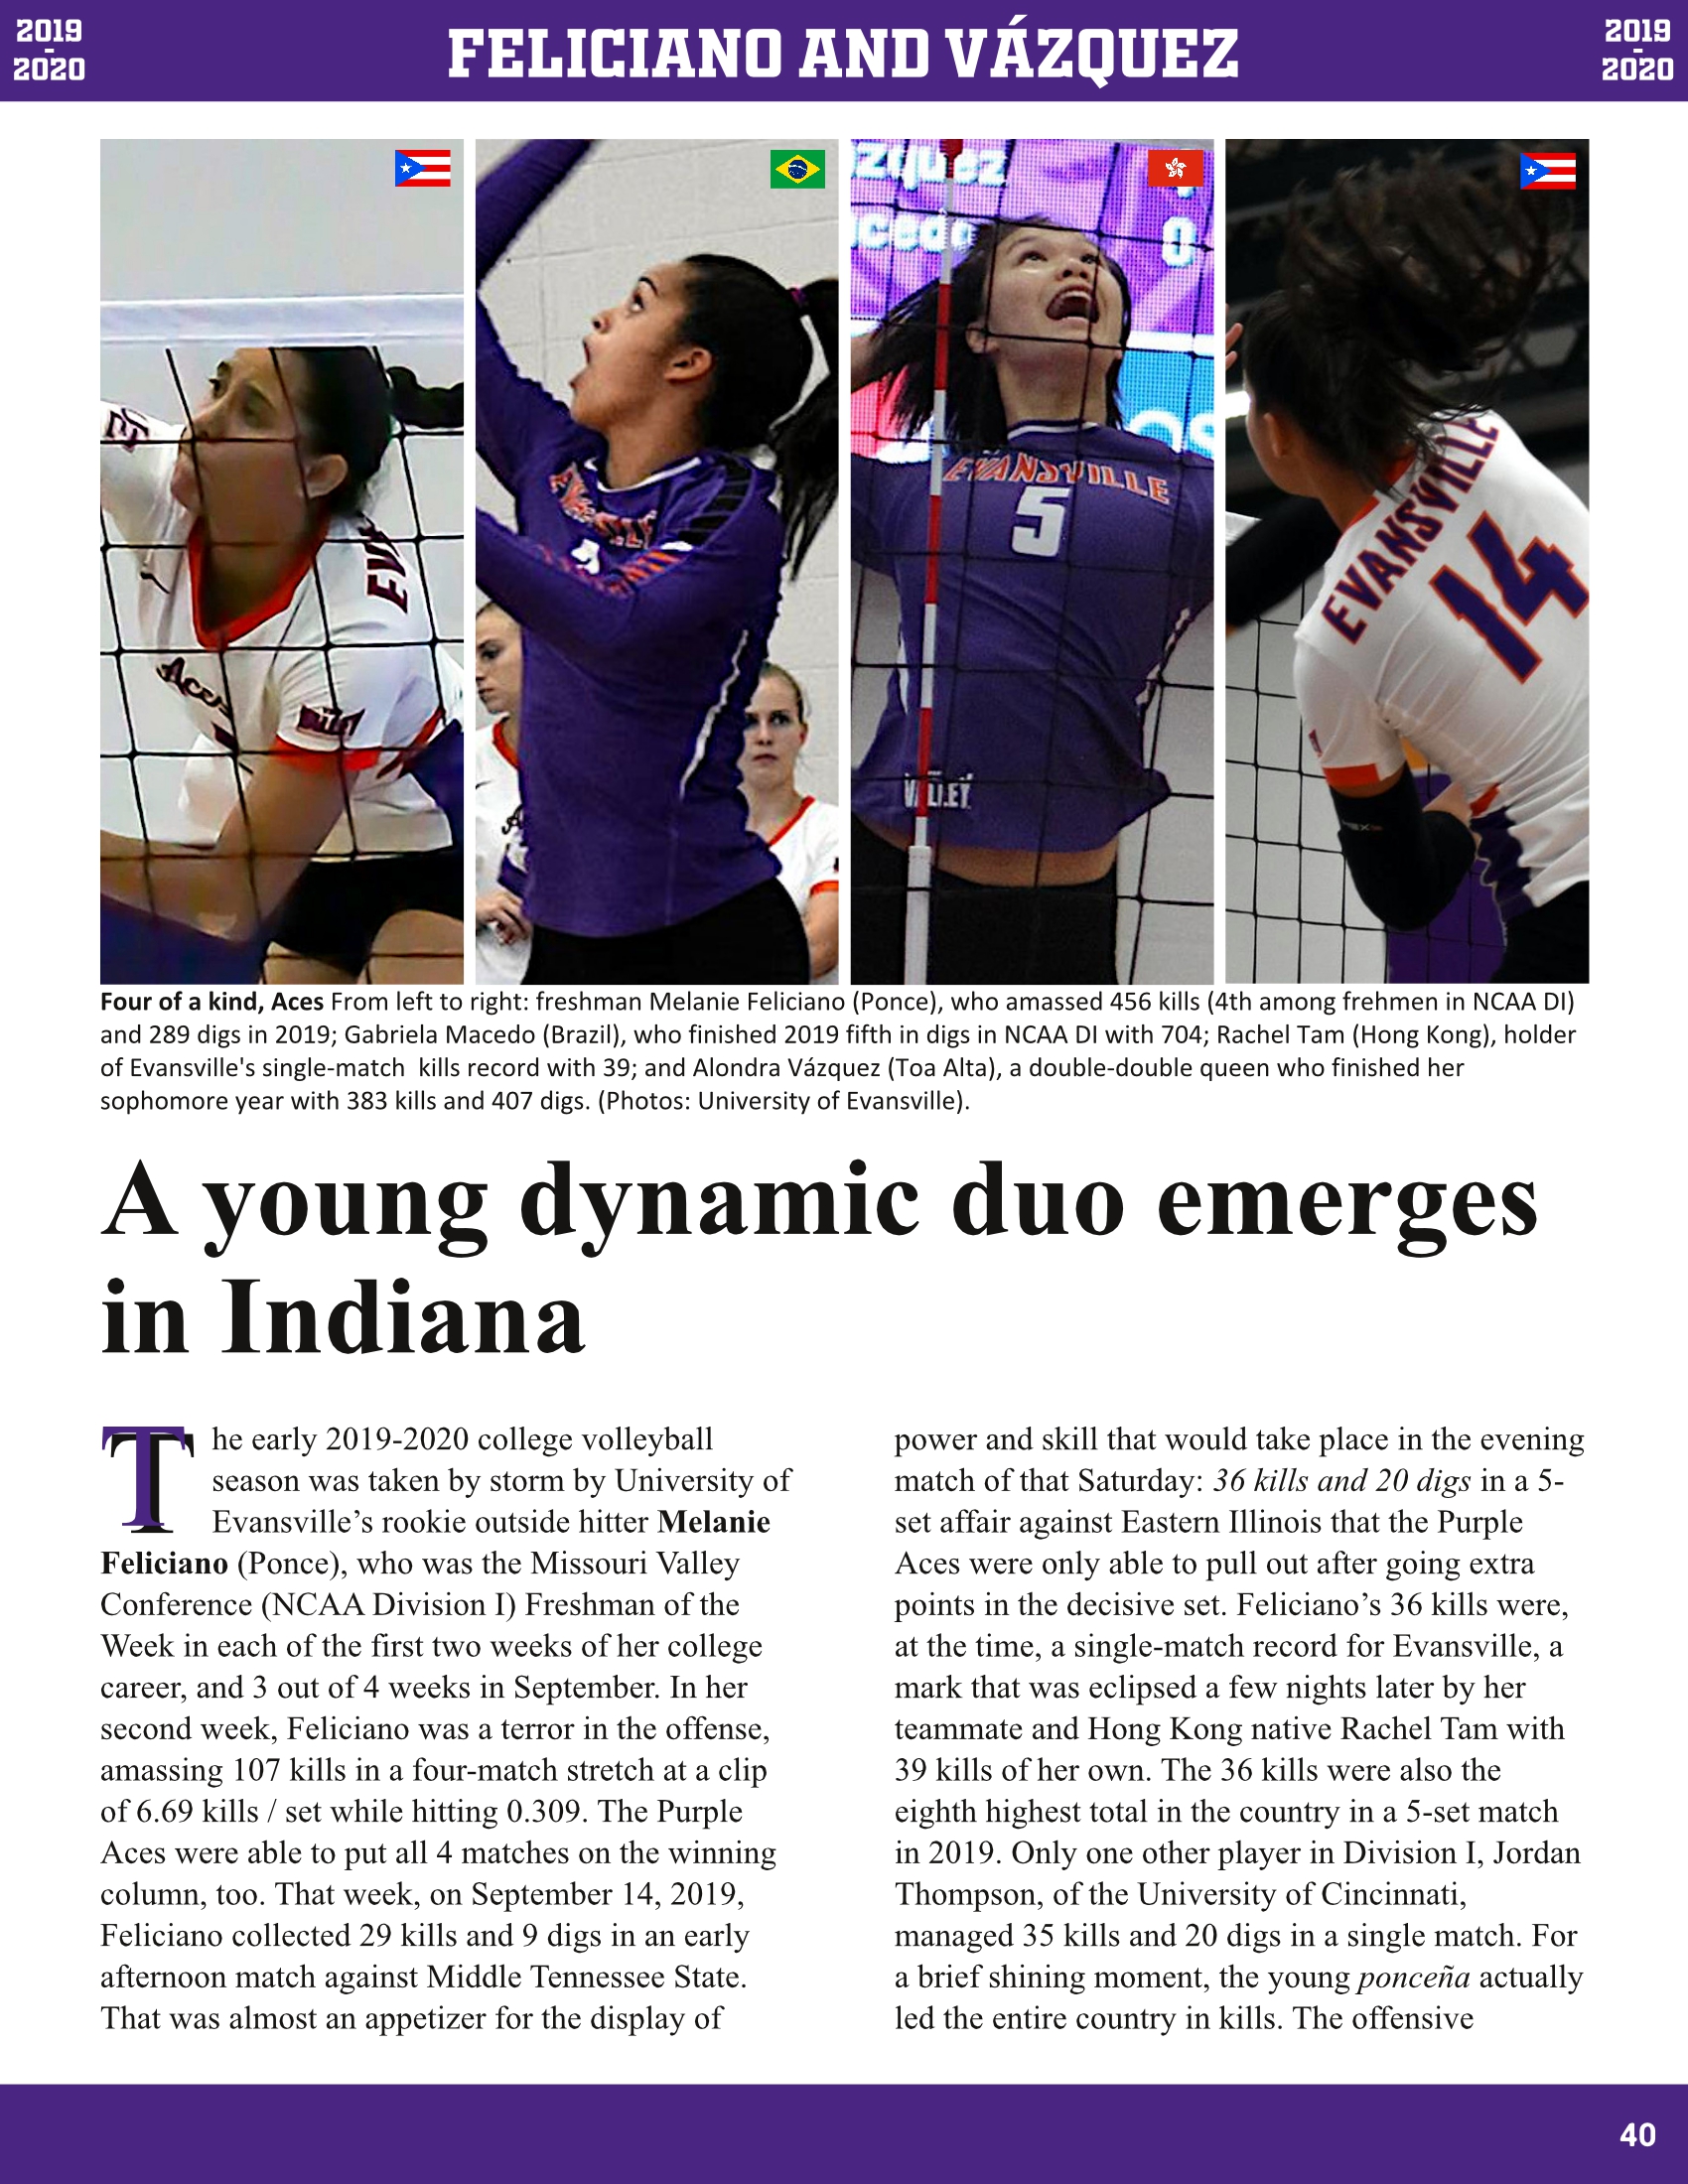 2019
-
2020
FELICIANO AND VÁZQUEZ
2019
-
2020
EVANSVILLE
5
VALLEY
EVANSVILLE
14
Aces
Four of a kind, Aces From left to right: freshman Melanie Feliciano (Ponce), who amassed 456 kills (4th among frehmen in NCAA DI)
and 289 digs in 2019; Gabriela Macedo (Brazil), who finished 2019 fifth in digs in NCAA DI with 704; Rachel Tam (Hong Kong), holder
of Evansville's single-match  kills record with 39; and Alondra Vázquez (Toa Alta), a double-double queen who finished her
sophomore year with 383 kills and 407 digs. (Photos: University of Evansville).
A young dynamic duo emerges
in Indiana
The early 2019-2020 college volleyball
season was taken by storm by University of
Evansville’s rookie outside hitter Melanie
Feliciano (Ponce), who was the Missouri Valley
Conference (NCAA Division I) Freshman of the
Week in each of the first two weeks of her college
career, and 3 out of 4 weeks in September. In her
second week, Feliciano was a terror in the offense,
amassing 107 kills in a four-match stretch at a clip
of 6.69 kills / set while hitting 0.309. The Purple
Aces were able to put all 4 matches on the winning
column, too. That week, on September 14, 2019,
Feliciano collected 29 kills and 9 digs in an early
afternoon match against Middle Tennessee State.
That was almost an appetizer for the display of
power and skill that would take place in the evening
match of that Saturday: 36 kills and 20 digs in a 5-
set affair against Eastern Illinois that the Purple
Aces were only able to pull out after going extra
points in the decisive set. Feliciano’s 36 kills were,
at the time, a single-match record for Evansville, a
mark that was eclipsed a few nights later by her
teammate and Hong Kong native Rachel Tam with
39 kills of her own. The 36 kills were also the
eighth highest total in the country in a 5-set match
in 2019. Only one other player in Division I, Jordan
Thompson, of the University of Cincinnati,
managed 35 kills and 20 digs in a single match. For
a brief shining moment, the young ponceña actually
led the entire country in kills. The offensive
40